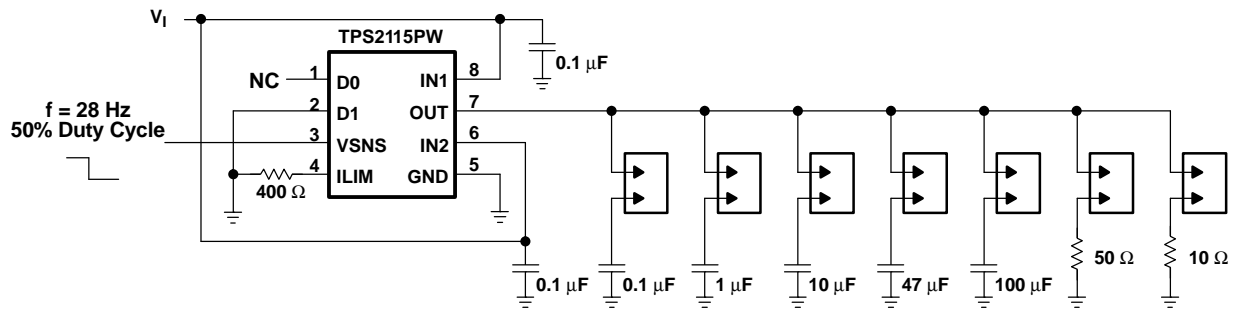 VI
TPS2115PW
0.1 μF
NC
1
D0
IN1
8
f = 28 Hz
50% Duty Cycle
2
D1
OUT
7
3
VSNS
IN2
6
4
ILIM
GND
5
400 Ω
0.1 μF
0.1 μF
1 μF
10 μF
47 μF
100 μF
50 Ω
10 Ω